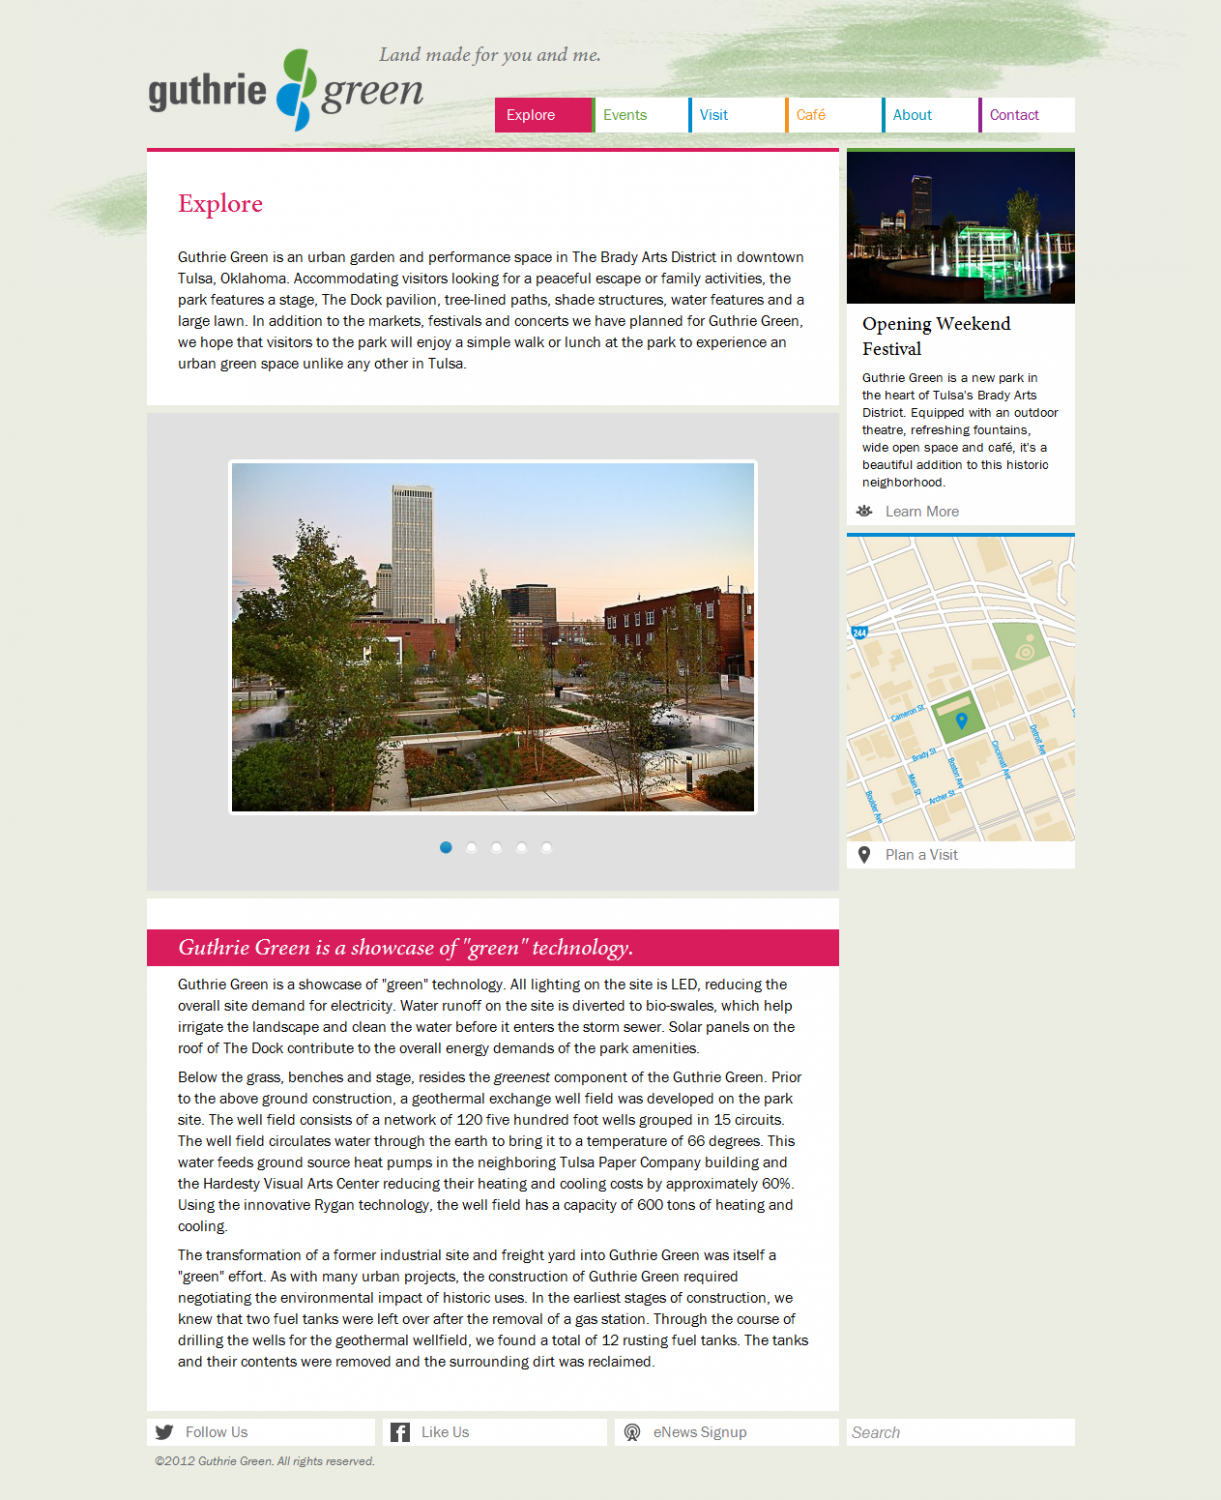 Land made for you and me.
guthrie green
Explore
Events
Visit
Café
About
Contact
Explore
Guthrie Green is an urban garden and performance space in The Brady Arts District in downtown
Tulsa, Oklahoma. Accommodating visitors looking for a peaceful escape or family activities, the
park features a stage, The Dock pavilion, tree-lined paths, shade structures, water features and a
large lawn. In addition to the markets, festivals and concerts we have planned for Guthrie Green,
we hope that visitors to the park will enjoy a simple walk or lunch at the park to experience an
urban green space unlike any other in Tulsa.
Guthrie Green is a showcase of "green" technology.
Guthrie Green is a showcase of "green" technology. All lighting on the site is LED, reducing the
overall site demand for electricity. Water runoff on the site is diverted to bio-swales, which help
irrigate the landscape and clean the water before it enters the storm sewer. Solar panels on the
roof of The Dock contribute to the overall energy demands of the park amenities.
Below the grass, benches and stage, resides the greenest component of the Guthrie Green. Prior
to the above ground construction, a geothermal exchange well field was developed on the park
site. The well field consists of a network of 120 five hundred foot wells grouped in 15 circuits.
The well field circulates water through the earth to bring it to a temperature of 66 degrees. This
water feeds ground source heat pumps in the neighboring Tulsa Paper Company building and
the Hardesty Visual Arts Center reducing their heating and cooling costs by approximately 60%.
Using the innovative Rygan technology, the well field has a capacity of 600 tons of heating and
cooling.
The transformation of a former industrial site and freight yard into Guthrie Green was itself a
"green" effort. As with many urban projects, the construction of Guthrie Green required
negotiating the environmental impact of historic uses. In the earliest stages of construction, we
knew that two fuel tanks were left over after the removal of a gas station. Through the course of
drilling the wells for the geothermal wellfield, we found a total of 12 rusting fuel tanks. The tanks
and their contents were removed and the surrounding dirt was reclaimed.
Opening Weekend
Festival
Guthrie Green is a new park in
the heart of Tulsa's Brady Arts
District. Equipped with an outdoor
theatre, refreshing fountains,
wide open space and café, it's a
beautiful addition to this historic
neighborhood.
Learn More
244
Cameron St.
Brady St
Archer St
Boulder Ave
Main St
Boston Ave
Cincinnati Ave
Detroit Ave
Plan a Visit
Follow Us
Like Us
eNews Signup
Search
©2012 Guthrie Green. All rights reserved.